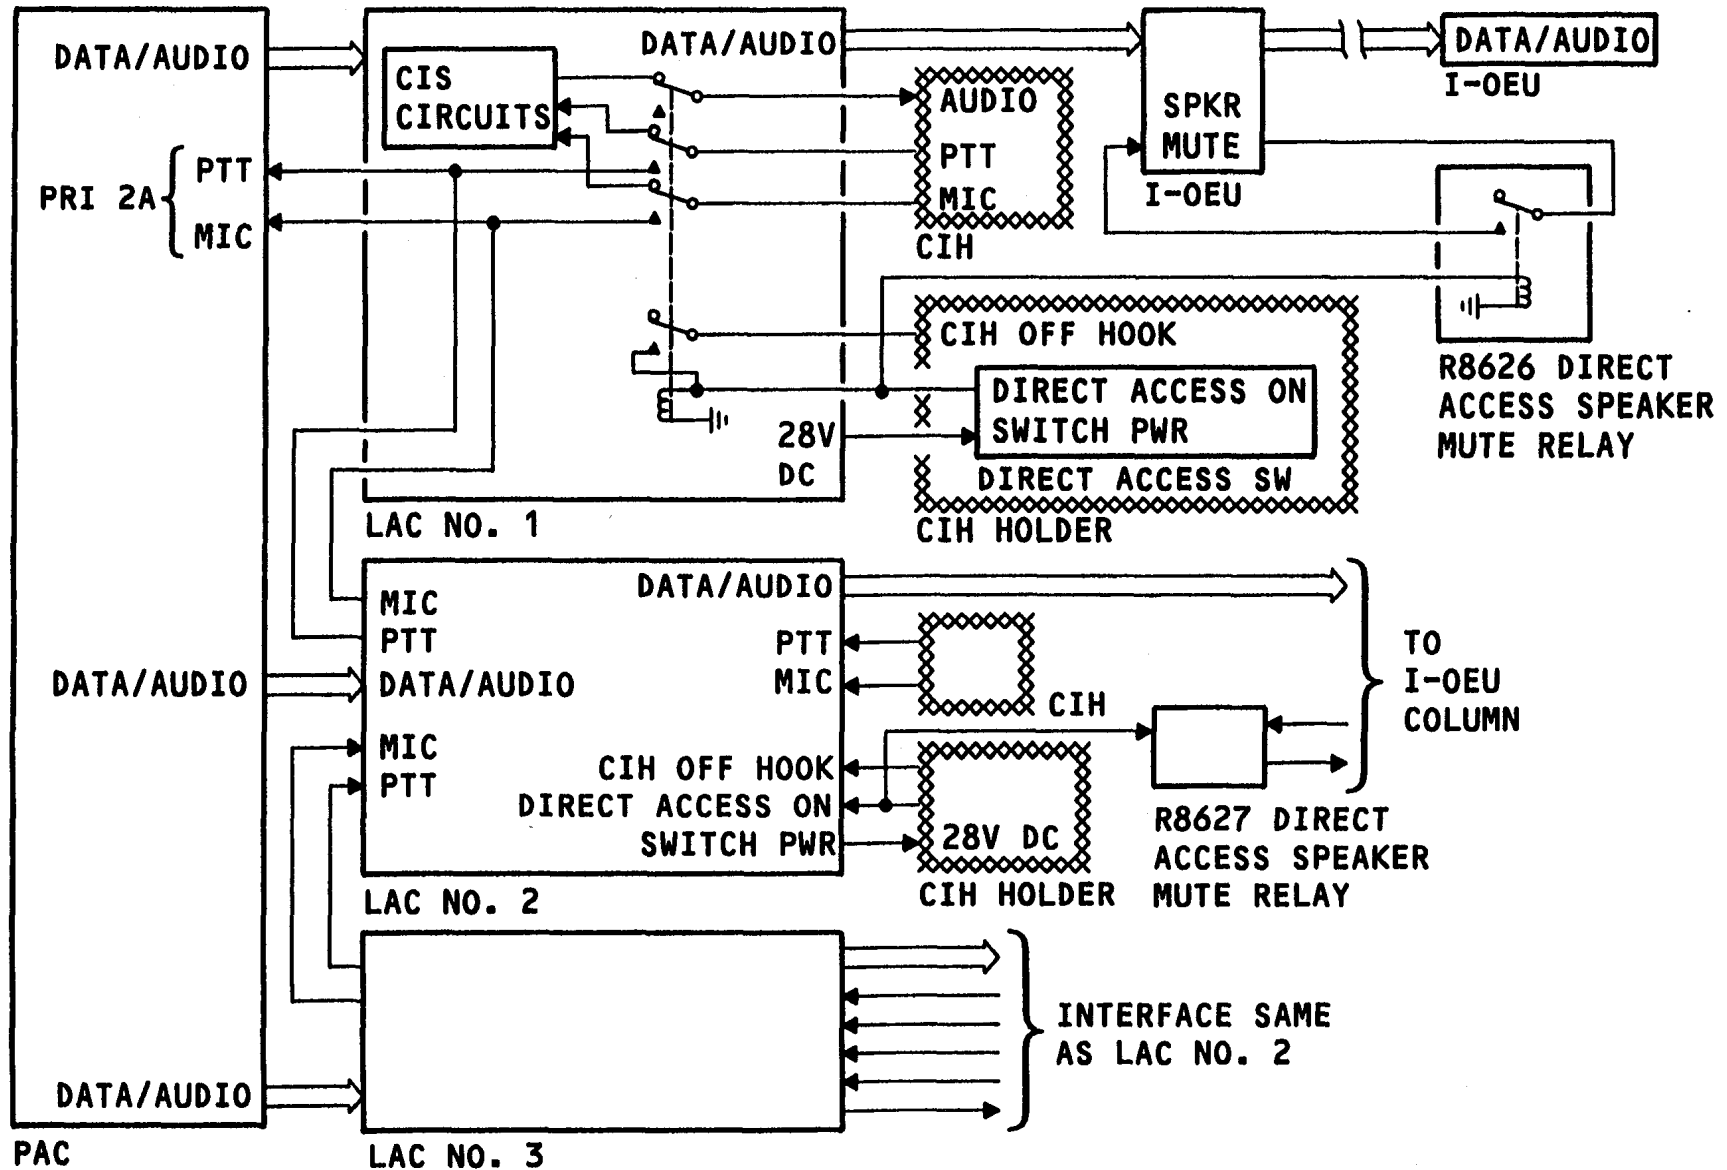 DATA/AUDIO
PRI 2A
PTT
MIC
DATA/AUDIO
DATA/AUDIO
PAC
CIS
CIRCUITS
DATA/AUDIO
28V
DC
LAC NO. 1
AUDIO
PTT
MIC
CIH
SPKR
MUTE
I-OEU
DATA/AUDIO
I-OEU
R8626 DIRECT
ACCESS SPEAKER
MUTE RELAY
CIH OFF HOOK
DIRECT ACCESS ON
SWITCH PWR
DIRECT ACCESS SW
CIH HOLDER
MIC
PTT
DATA/AUDIO
MIC
PTT
DATA/AUDIO
PTT
MIC
CIH OFF HOOK
DIRECT ACCESS ON
SWITCH PWR
LAC NO. 2
CIH
28V DC
CIH HOLDER
R8627 DIRECT
ACCESS SPEAKER
MUTE RELAY
TO
I-OEU
COLUMN
LAC NO. 3
INTERFACE SAME
AS LAC NO. 2